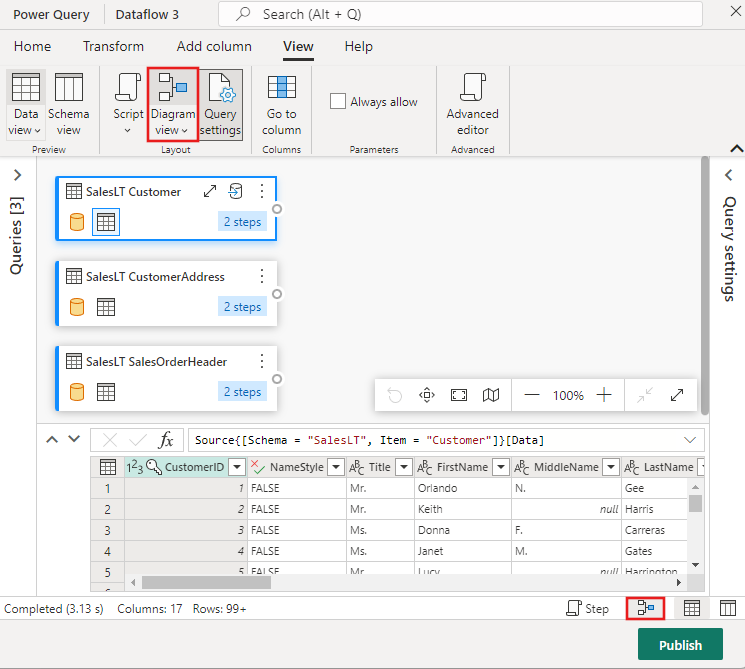 Power Query Dataflow 3 Search (Alt + Q)
Home Transform Add column View Help
Data view Schema view Script Diagram view Query settings Go to column Always allow Advanced editor
Preview Layout Columns Parameters Advanced
Queries [3]
Query settings
SalesLT Customer
2 steps
SalesLT CustomerAddress
2 steps
SalesLT SalesOrderHeader
2 steps
100%
fx Source{[Schema = "SalesLT", Item = "Customer"]}[Data]
123 CustomerID NameStyle ABC Title ABC FirstName ABC MiddleName ABC LastName
1 1 FALSE Mr. Orlando N. Gee
2 2 FALSE Mr. Keith null Harris
3 3 FALSE Ms. Donna F. Carreras
4 4 FALSE Ms. Janet M. Gates
5 5 FALSE Mr. Lucy null Harrington
Completed (3.13 s) Columns: 17 Rows: 99+ Step
Publish